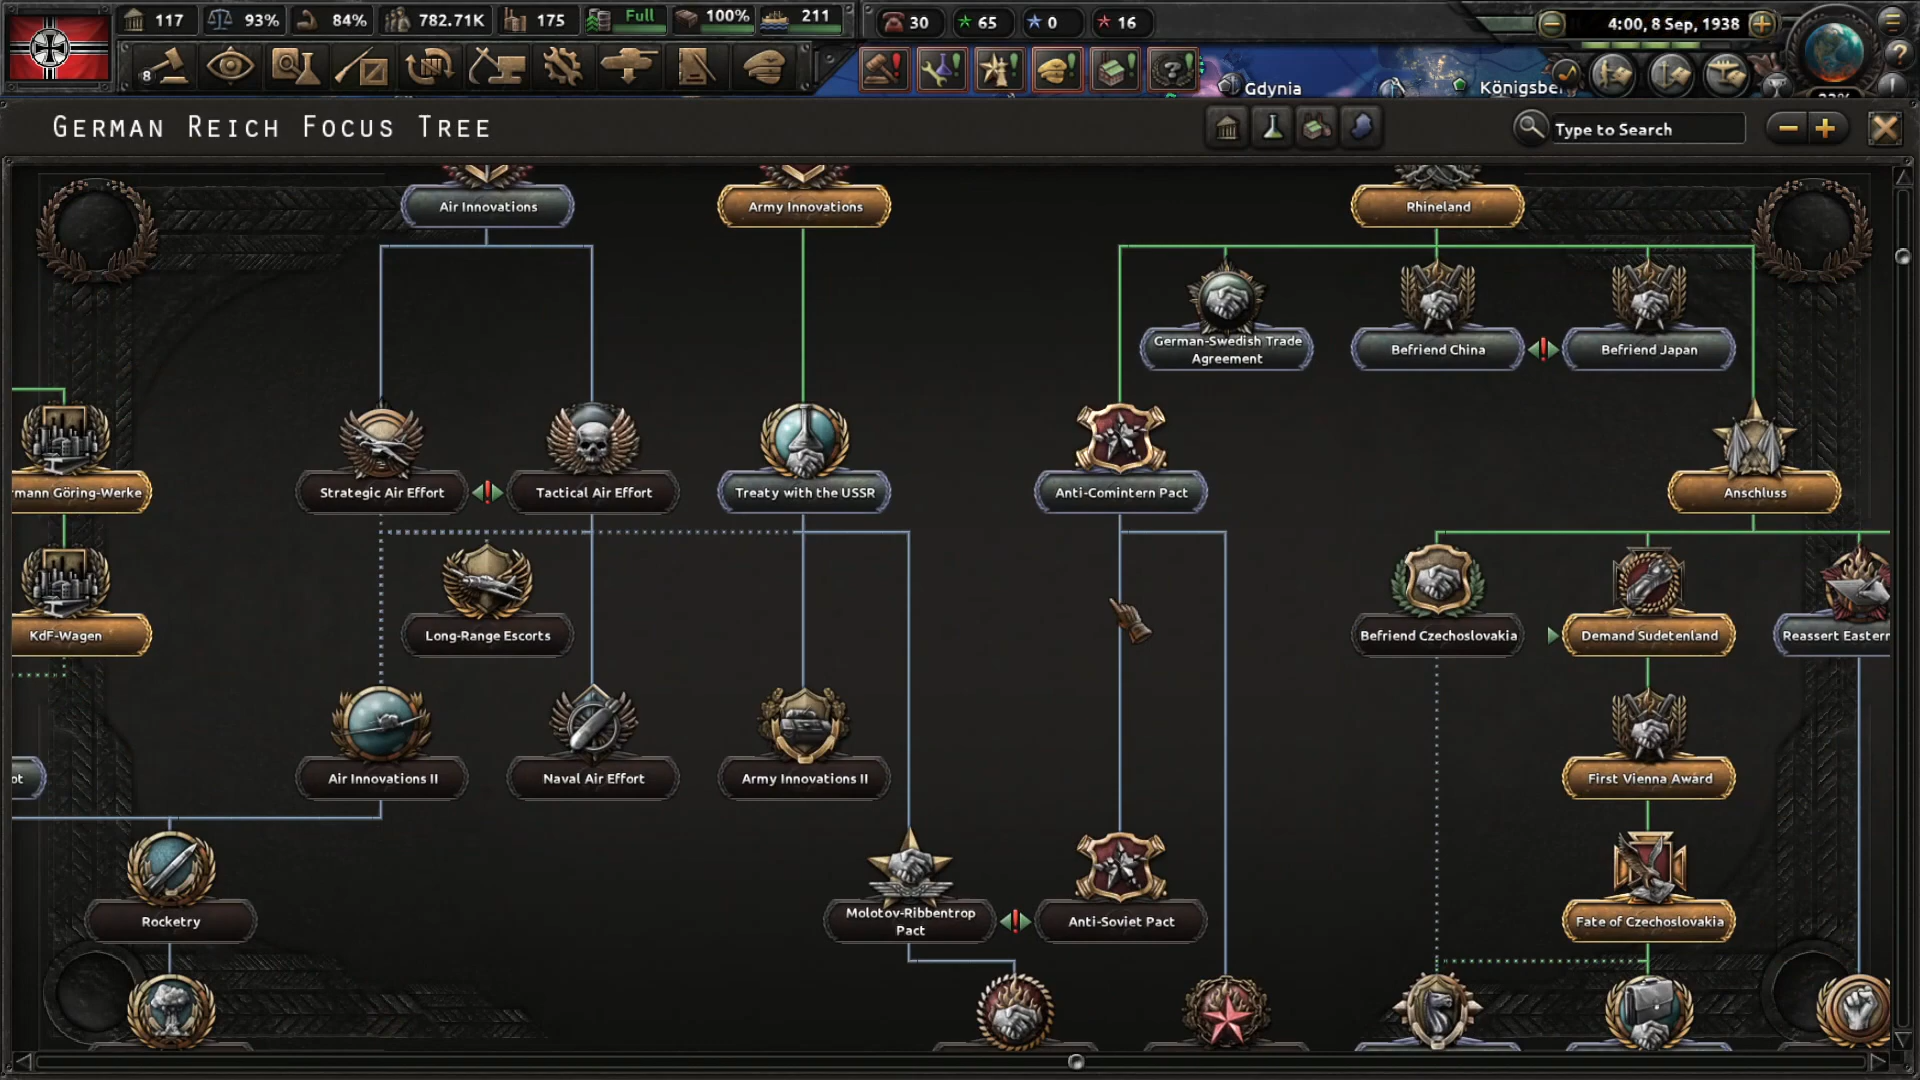 117
93%
84%
782.71K
175
Full
100%
211
30
65
0
16
4:00, 8 Sep, 1938
8
Gdynia
Königsbe
German Reich Focus Tree
Type to Search
Air Innovations
Army Innovations
Rhineland
German-Swedish Trade
Agreement
Befriend China
Befriend Japan
rmann Göring-Werke
Strategic Air Effort
Tactical Air Effort
Treaty with the USSR
Anti-Comintern Pact
Anschluss
KdF-Wagen
Long-Range Escorts
Befriend Czechoslovakia
Demand Sudetenland
Reassert Eastern
ot
Air Innovations II
Naval Air Effort
Army Innovations II
First Vienna Award
Rocketry
Molotov-Ribbentrop
Pact
Anti-Soviet Pact
Fate of Czechoslovakia